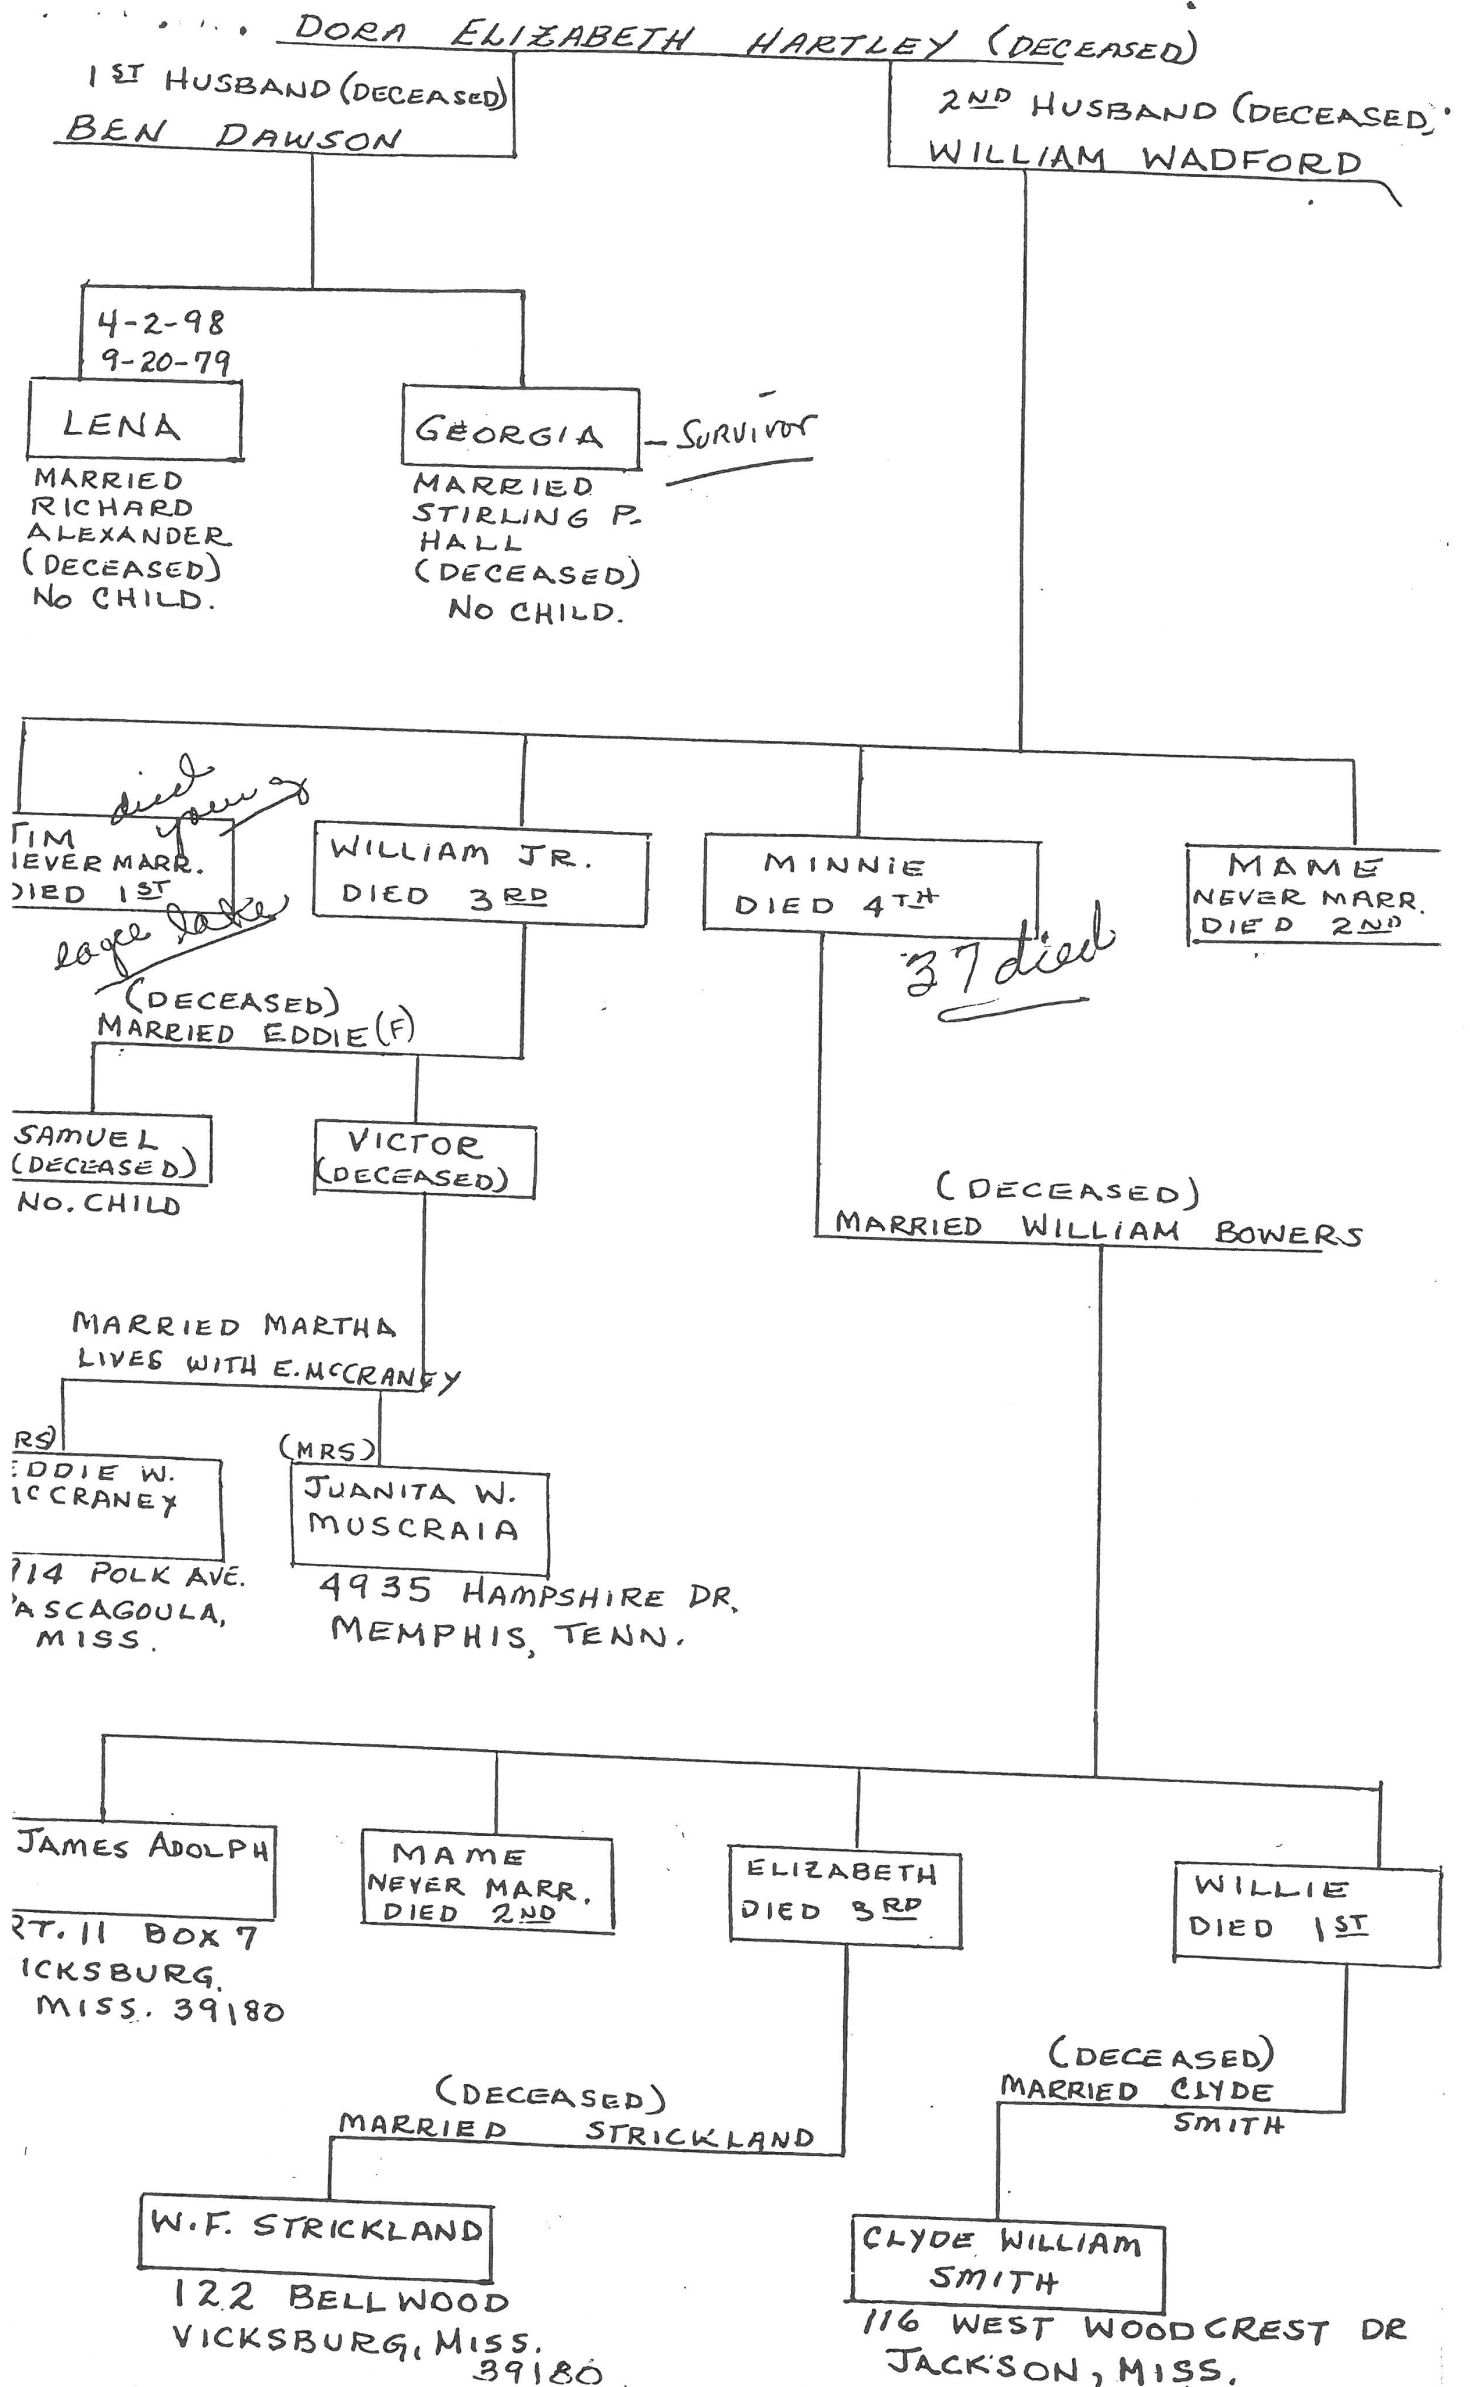 DORA ELIZABETH HARTLEY (DECEASED)
1ST HUSBAND (DECEASED)
BEN DAWSON
2ND HUSBAND (DECEASED)
WILLIAM WADFORD
4-2-98
9-20-79
LENA
MARRIED
RICHARD
ALEXANDER
(DECEASED)
NO CHILD.
GEORGIA
- Survivor
MARRIED
STIRLING P.
HALL
(DECEASED)
NO CHILD.
died
young
TIM
NEVER MARR.
DIED 1ST
eagle lake
WILLIAM JR.
DIED 3RD
MINNIE
DIED 4TH
37 died
MAME
NEVER MARR.
DIED 2ND
(DECEASED)
MARRIED EDDIE (F)
SAMUEL
(DECEASED)
NO. CHILD
VICTOR
(DECEASED)
(DECEASED)
MARRIED WILLIAM BOWERS
MARRIED MARTHA
LIVES WITH E. MCCRANEY
RS)
EDDIE W.
MCCRANEY
714 POLK AVE.
PASCAGOULA,
MISS.
(MRS)
JUANITA W.
MUSCRAIA
4935 HAMPSHIRE DR.
MEMPHIS, TENN.
JAMES ADOLPH
RT. 11 BOX 7
ICKSBURG.
MISS. 39180
MAME
NEVER MARR.
DIED 2ND
ELIZABETH
DIED 3RD
WILLIE
DIED 1ST
(DECEASED)
MARRIED STRICKLAND
(DECEASED)
MARRIED CLYDE
SMITH
W.F. STRICKLAND
122 BELLWOOD
VICKSBURG, MISS.
39180
CLYDE WILLIAM
SMITH
116 WEST WOODCREST DR
JACKSON, MISS.